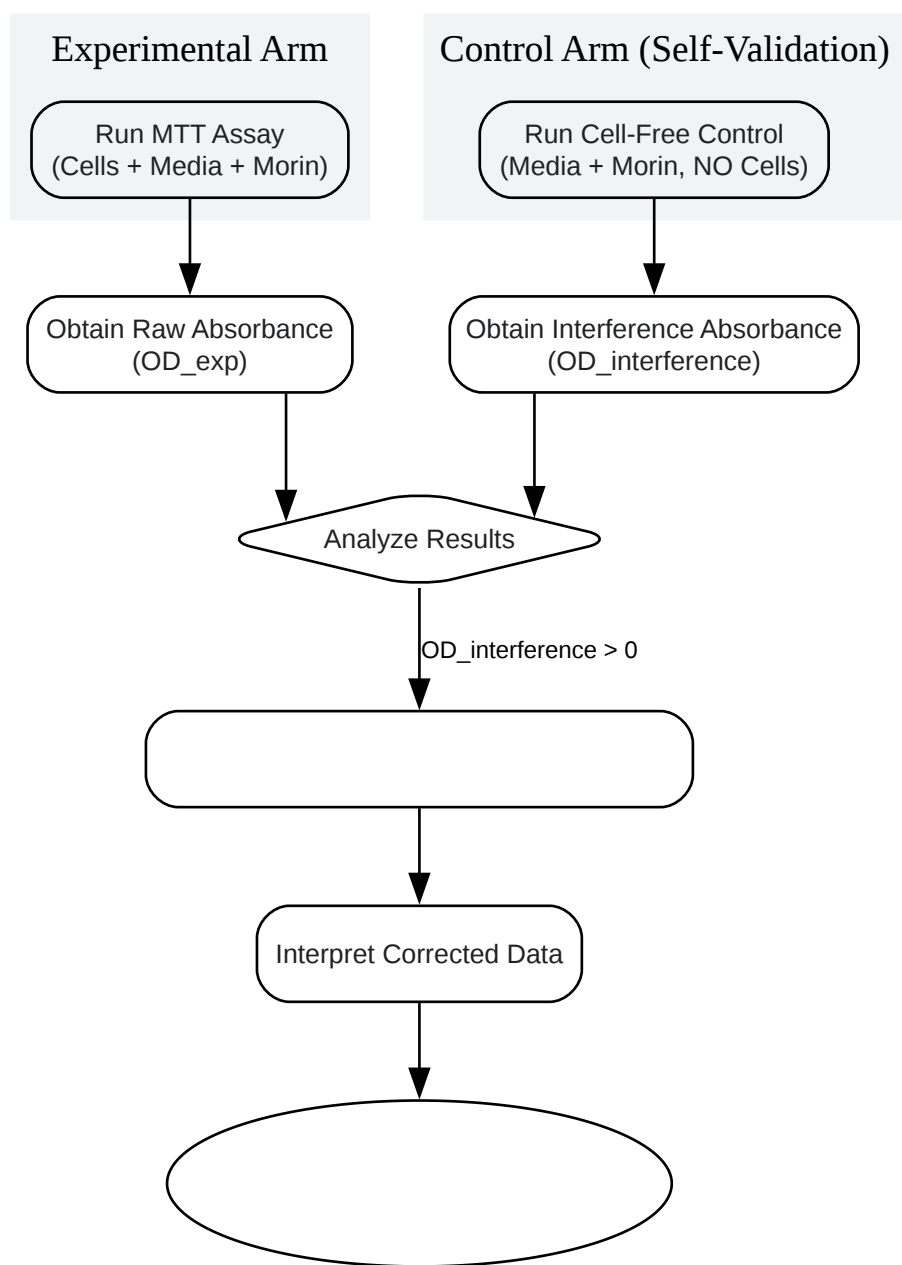 Experimental Arm
Control Arm (Self-Validation)
Run MTT Assay
(Cells + Media + Morin)
Run Cell-Free Control
(Media + Morin, NO Cells)
Obtain Raw Absorbance
(OD_exp)
Obtain Interference Absorbance
(OD_interference)
Analyze Results
OD_interference > 0
Interpret Corrected Data